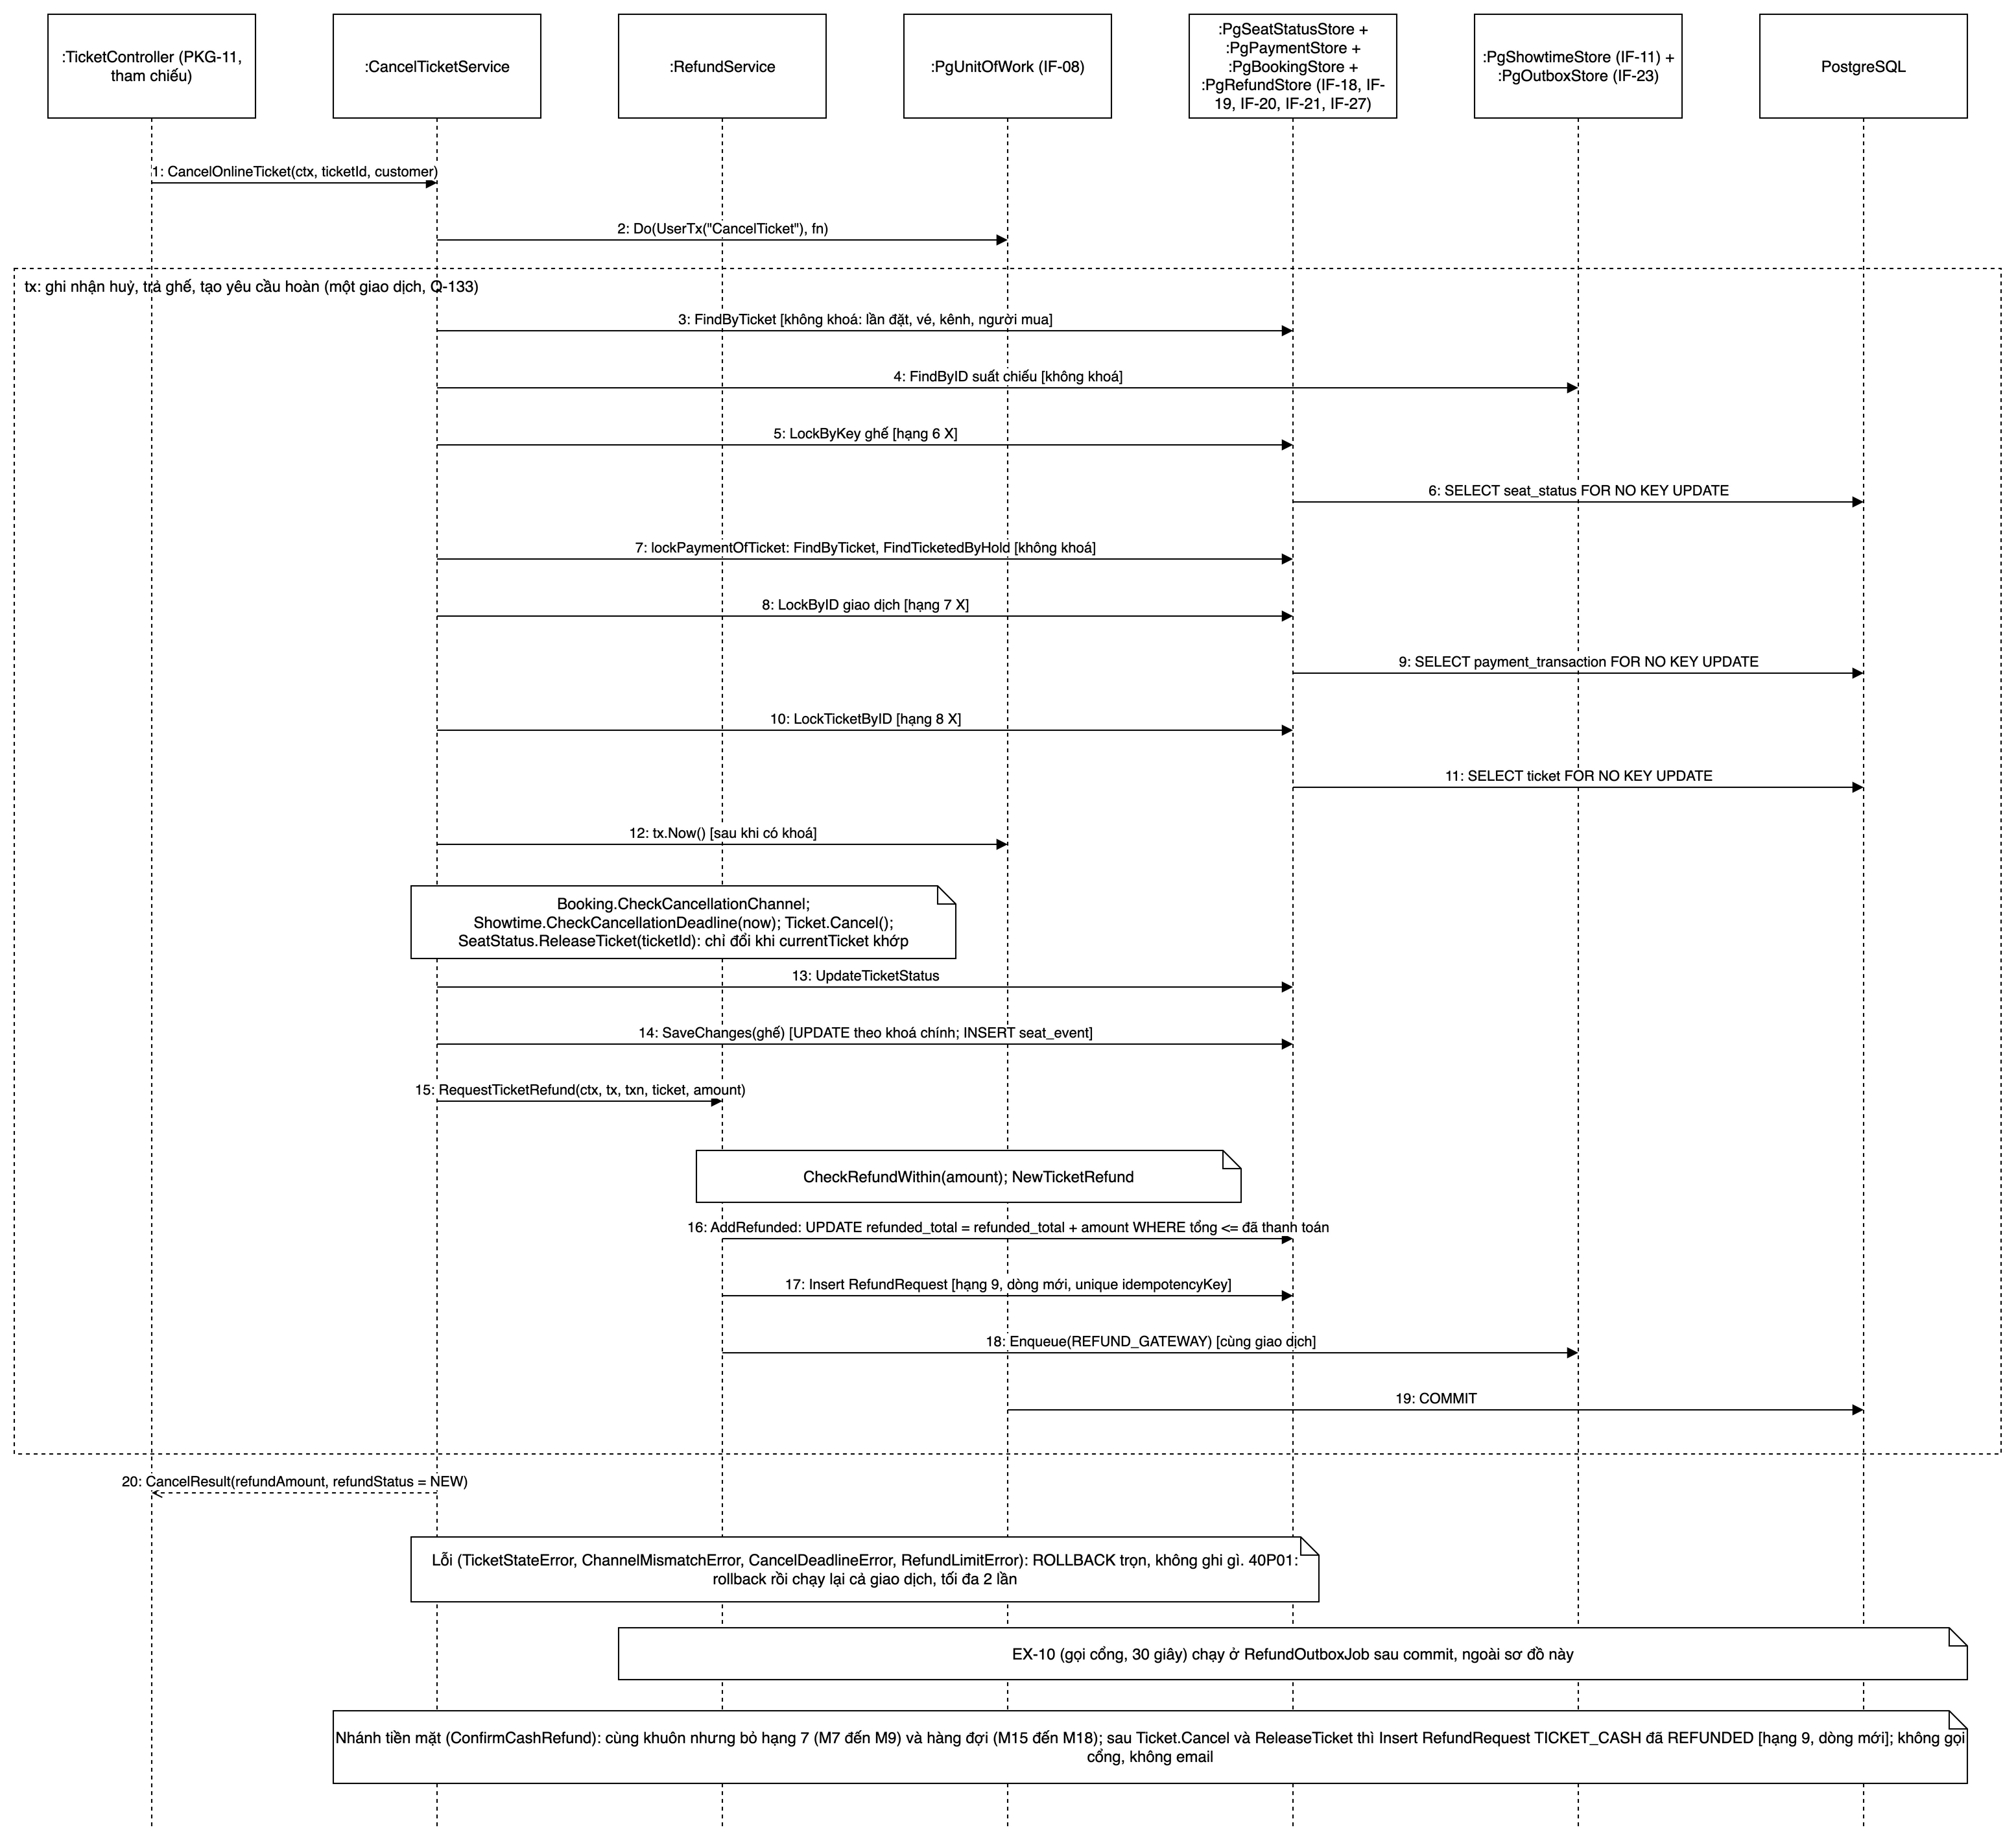 :TicketController (PKG-11,
tham chiếu)
:CancelTicketService
:RefundService
:PgUnitOfWork (IF-08)
:PgSeatStatusStore +
:PgPaymentStore +
:PgBookingStore +
:PgRefundStore (IF-18, IF-
19, IF-20, IF-21, IF-27)
:PgShowtimeStore (IF-11) +
:PgOutboxStore (IF-23)
PostgreSQL
1: CancelOnlineTicket(ctx, ticketId, customer)
2: Do(UserTx("CancelTicket"), fn)
tx: ghi nhận huỷ, trả ghế, tạo yêu cầu hoàn (một giao dịch, Q-133)
3: FindByTicket [không khoá: lần đặt, vé, kênh, người mua]
4: FindByID suất chiếu [không khoá]
5: LockByKey ghế [hạng 6 X]
6: SELECT seat_status FOR NO KEY UPDATE
7: lockPaymentOfTicket: FindByTicket, FindTicketedByHold [không khoá]
8: LockByID giao dịch [hạng 7 X]
9: SELECT payment_transaction FOR NO KEY UPDATE
10: LockTicketByID [hạng 8 X]
11: SELECT ticket FOR NO KEY UPDATE
12: tx.Now() [sau khi có khoá]
Booking.CheckCancellationChannel;
Showtime.CheckCancellationDeadline(now); Ticket.Cancel();
SeatStatus.ReleaseTicket(ticketId): chỉ đổi khi currentTicket khớp
13: UpdateTicketStatus
14: SaveChanges(ghế) [UPDATE theo khoá chính; INSERT seat_event]
15: RequestTicketRefund(ctx, tx, txn, ticket, amount)
CheckRefundWithin(amount); NewTicketRefund
16: AddRefunded: UPDATE refunded_total = refunded_total + amount WHERE tổng <= đã thanh toán
17: Insert RefundRequest [hạng 9, dòng mới, unique idempotencyKey]
18: Enqueue(REFUND_GATEWAY) [cùng giao dịch]
19: COMMIT
20: CancelResult(refundAmount, refundStatus = NEW)
Lỗi (TicketStateError, ChannelMismatchError, CancelDeadlineError, RefundLimitError): ROLLBACK trọn, không ghi gì. 40P01:
rollback rồi chạy lại cả giao dịch, tối đa 2 lần
EX-10 (gọi cổng, 30 giây) chạy ở RefundOutboxJob sau commit, ngoài sơ đồ này
Nhánh tiền mặt (ConfirmCashRefund): cùng khuôn nhưng bỏ hạng 7 (M7 đến M9) và hàng đợi (M15 đến M18); sau Ticket.Cancel và ReleaseTicket thì Insert RefundRequest TICKET_CASH đã REFUNDED [hạng 9, dòng mới]; không gọi
cổng, không email